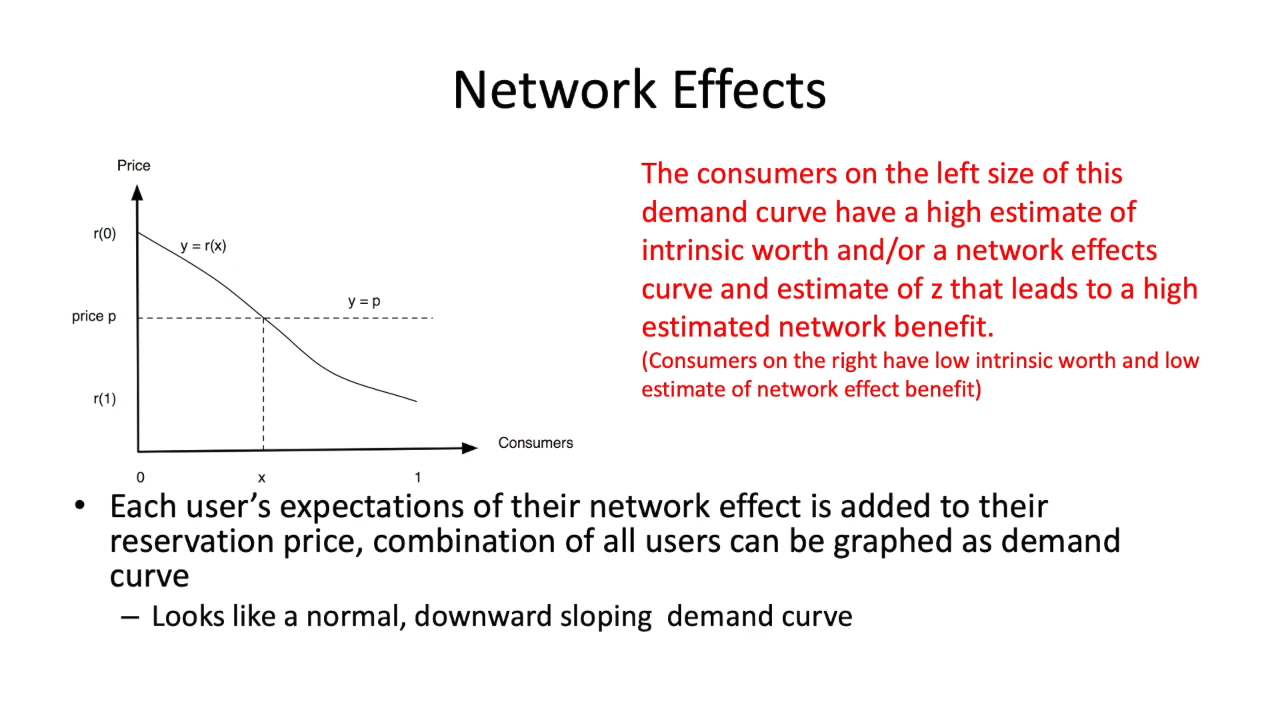 Network Effects
Price
r(0)
y = r(x)
y = p
price p
r(1)
Consumers
0
x
1
The consumers on the left size of this
demand curve have a high estimate of
intrinsic worth and/or a network effects
curve and estimate of z that leads to a high
estimated network benefit.
(Consumers on the right have low intrinsic worth and low
estimate of network effect benefit)
• Each user’s expectations of their network effect is added to their
reservation price, combination of all users can be graphed as demand
curve
– Looks like a normal, downward sloping demand curve